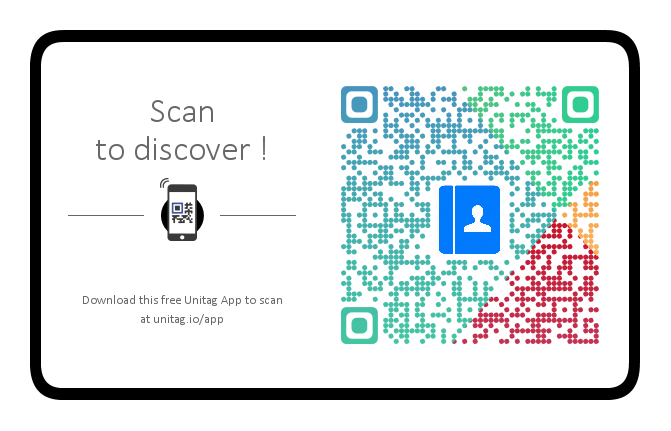 Scan
to discover !
Download this free Unitag App to scan
at unitag.io/app